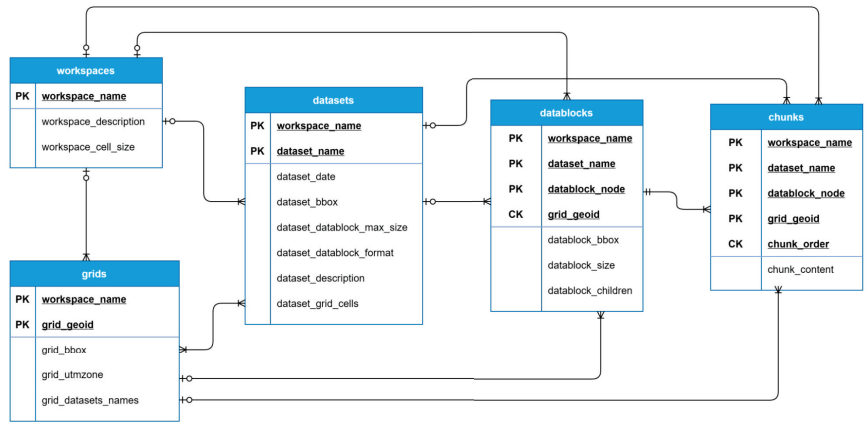 workspaces
PK workspace_name
workspace_description
workspace_cell_size
datasets
PK workspace_name
PK dataset_name
dataset_date
dataset_bbox
dataset_datablock_max_size
dataset_datablock_format
dataset_description
dataset_grid_cells
datablocks
PK workspace_name
PK dataset_name
PK datablock_node
CK grid_geoid
datablock_bbox
datablock_size
datablock_children
chunks
PK workspace_name
PK dataset_name
PK datablock_node
PK grid_geoid
CK chunk_order
chunk_content
grids
PK workspace_name
PK grid_geoid
grid_bbox
grid_utmzone
grid_datasets_names